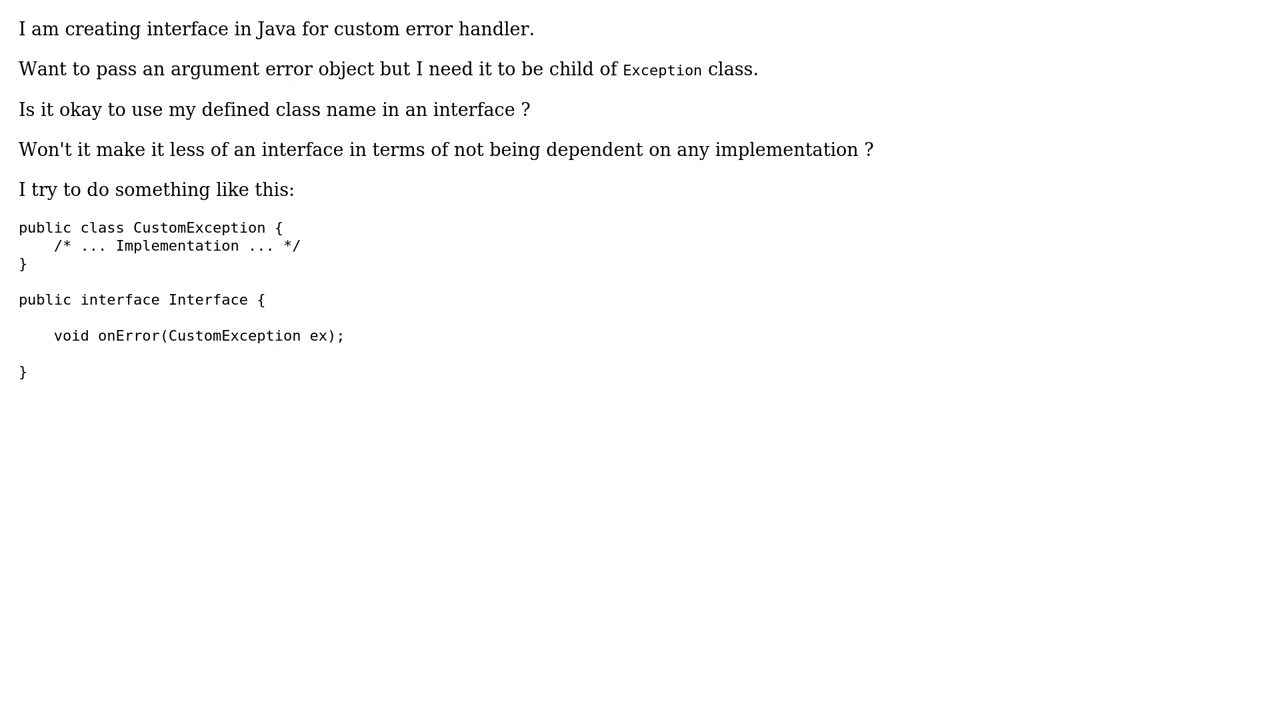 I am creating interface in Java for custom error handler.
Want to pass an argument error object but I need it to be child of Exception class.
Is it okay to use my defined class name in an interface ?
Won't it make it less of an interface in terms of not being dependent on any implementation ?
I try to do something like this:
public class CustomException {
    /* ... Implementation ... */
}
public interface Interface {
    void onError(CustomException ex);
}